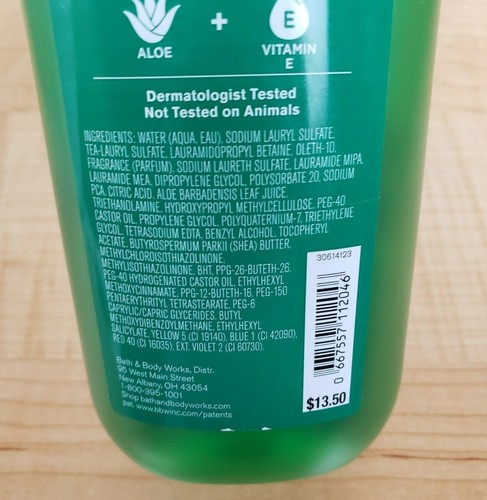 ALOE
+
E
VITAMIN
E
Dermatologist Tested
Not Tested on Animals
INGREDIENTS: WATER (AQUA, EAU), SODIUM LAURYL SULFATE,
TEA-LAURYL SULFATE, LAURAMIDOPROPYL BETAINE, OLETH-10,
FRAGRANCE (PARFUM), SODIUM LAURETH SULFATE, LAURAMIDE MIPA,
LAURAMIDE MEA, DIPROPYLENE GLYCOL, POLYSORBATE 20, SODIUM
PCA, CITRIC ACID, ALOE BARBADENSIS LEAF JUICE,
TRIETHANOLAMINE, HYDROXYPROPYL METHYLCELLULOSE, PEG-40
CASTOR OIL, PROPYLENE GLYCOL, POLYQUATERNIUM-7, TRIETHYLENE
GLYCOL, TETRASODIUM EDTA, BENZYL ALCOHOL, TOCOPHERYL
ACETATE, BUTYROSPERMUM PARKII (SHEA) BUTTER,
METHYLCHLOROISOTHIAZOLINONE,
METHYLISOTHIAZOLINONE, BHT, PPG-26-BUTETH-26,
PEG-40 HYDROGENATED CASTOR OIL, ETHYLHEXYL
METHOXYCINNAMATE, PPG-12-BUTETH-16, PEG-150
PENTAERYTHRITYL TETRASTEARATE, PEG-6
CAPRYLIC/CAPRIC GLYCERIDES, BUTYL
METHOXYDIBENZOYLMETHANE, ETHYLHEXYL
SALICYLATE, YELLOW 5 (CI 19140), BLUE 1 (CI 42090),
RED 40 (CI 16035), EXT. VIOLET 2 (CI 60730).
Bath & Body Works, Distr.
95 West Main Street
New Albany, OH 43054
1-800-395-1001
Shop bathandbodyworks.com
pat. www.bbwinc.com/patents
30614123
0 667557 112046
$13.50